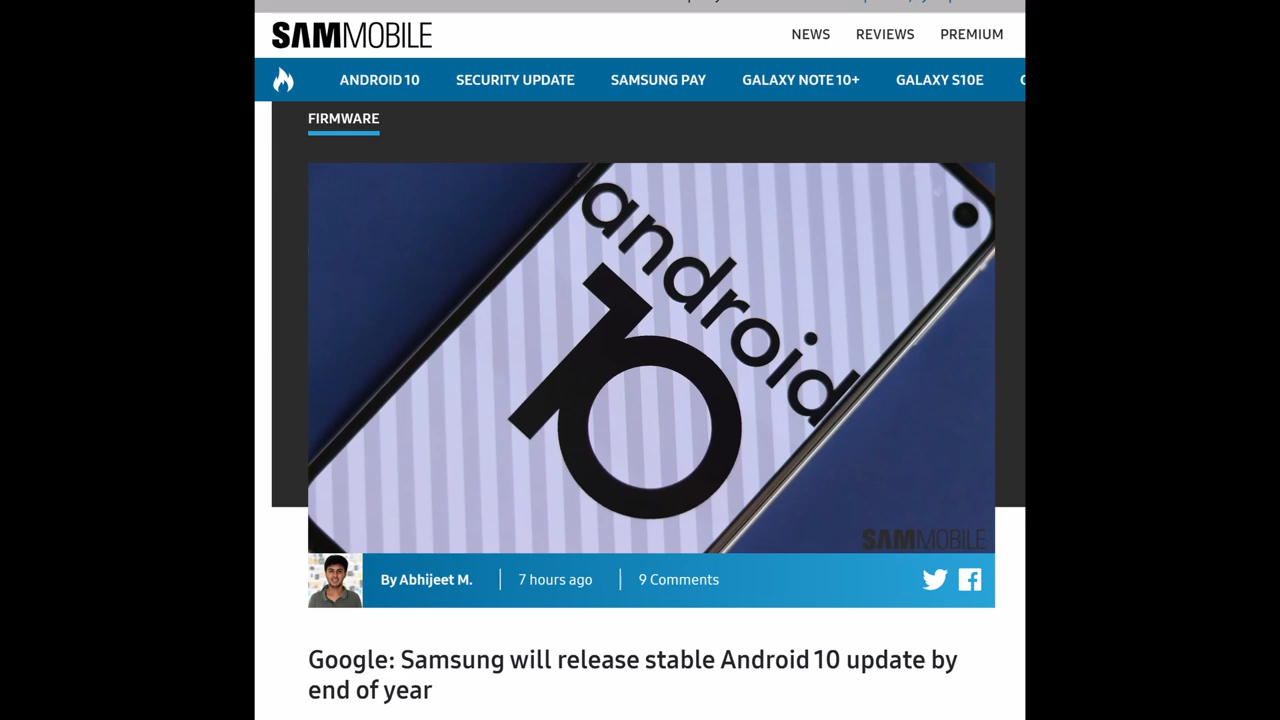 SAMMOBILE
NEWS REVIEWS PREMIUM
ANDROID 10 SECURITY UPDATE SAMSUNG PAY GALAXY NOTE 10+ GALAXY S10E
FIRMWARE
android
10
SAMMOBILE
By Abhijeet M. 7 hours ago 9 Comments
Google: Samsung will release stable Android 10 update by
end of year